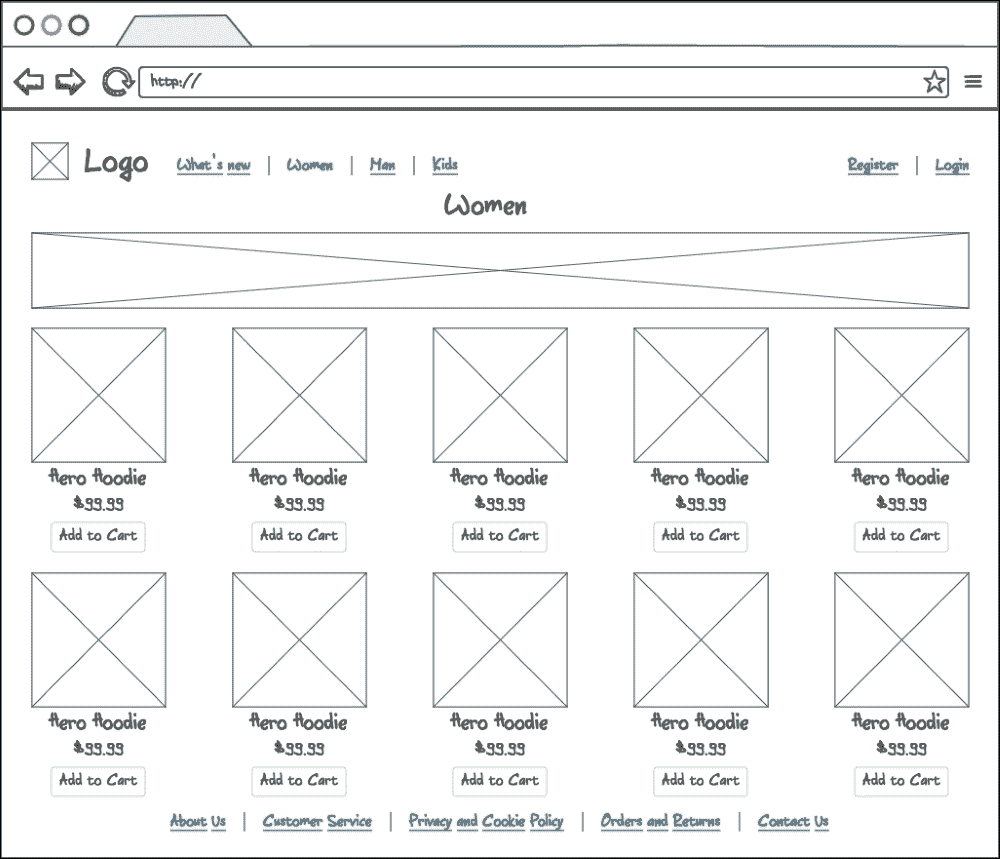 http://
Logo What's new | Women | Man | Kids Register | Login
Women
Hero Hoodie Hero Hoodie Hero Hoodie Hero Hoodie Hero Hoodie
$99.99 $99.99 $99.99 $99.99 $99.99
Add to Cart Add to Cart Add to Cart Add to Cart Add to Cart
Hero Hoodie Hero Hoodie Hero Hoodie Hero Hoodie Hero Hoodie
$99.99 $99.99 $99.99 $99.99 $99.99
Add to Cart Add to Cart Add to Cart Add to Cart Add to Cart
About Us | Customer Service | Privacy and Cookie Policy | Orders and Returns | Contact Us